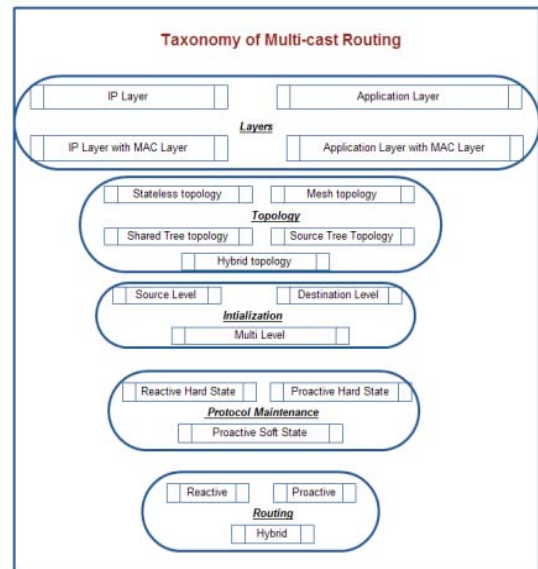 Taxonomy of Multi-cast Routing
IP Layer
Application Layer
Layers
IP Layer with MAC Layer
Application Layer with MAC Layer
Stateless topology
Mesh topology
Topology
Shared Tree topology
Source Tree Topology
Hybrid topology
Source Level
Destination Level
Intialization
Multi Level
Reactive Hard State
Proactive Hard State
Protocol Maintenance
Proactive Soft State
Reactive
Proactive
Routing
Hybrid